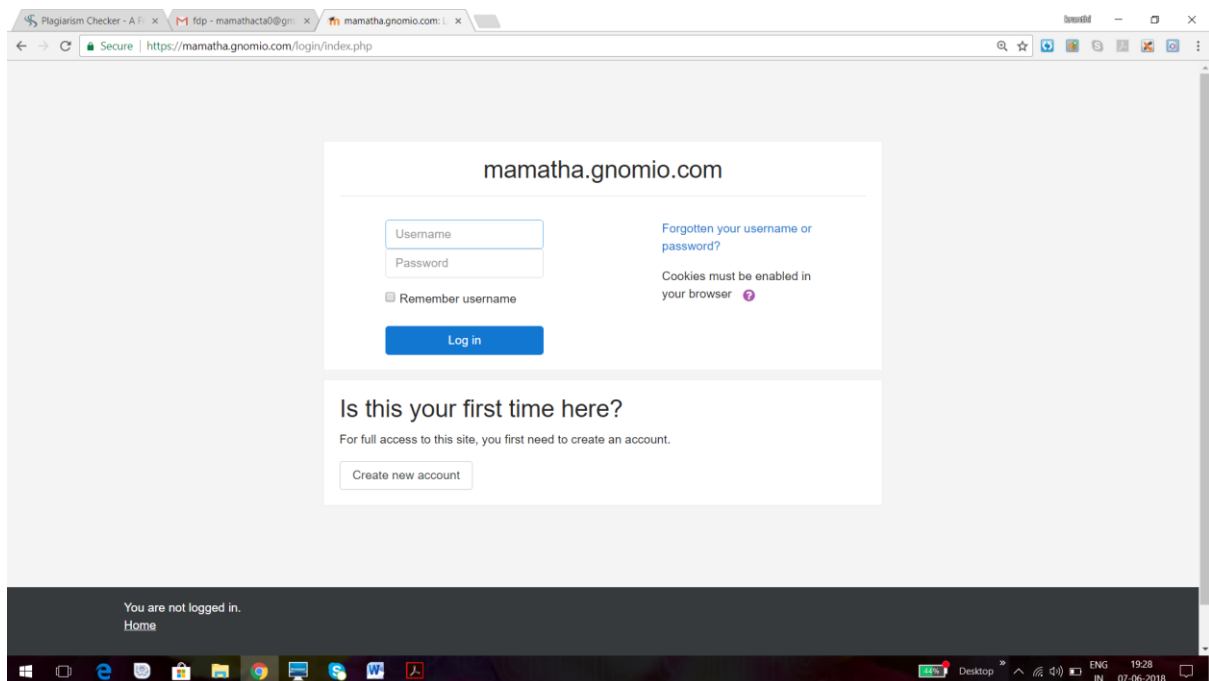 Plagiarism Checker - A Fr
fdp - mamathacta0@gm
mamatha.gnomio.com: L
Secure | https://mamatha.gnomio.com/login/index.php
mamatha.gnomio.com
Username
Password
Remember username
Log in
Forgotten your username or
password?
Cookies must be enabled in
your browser
Is this your first time here?
For full access to this site, you first need to create an account.
Create new account
You are not logged in.
Home
44%
Desktop
ENG
IN
19:28
07-06-2018